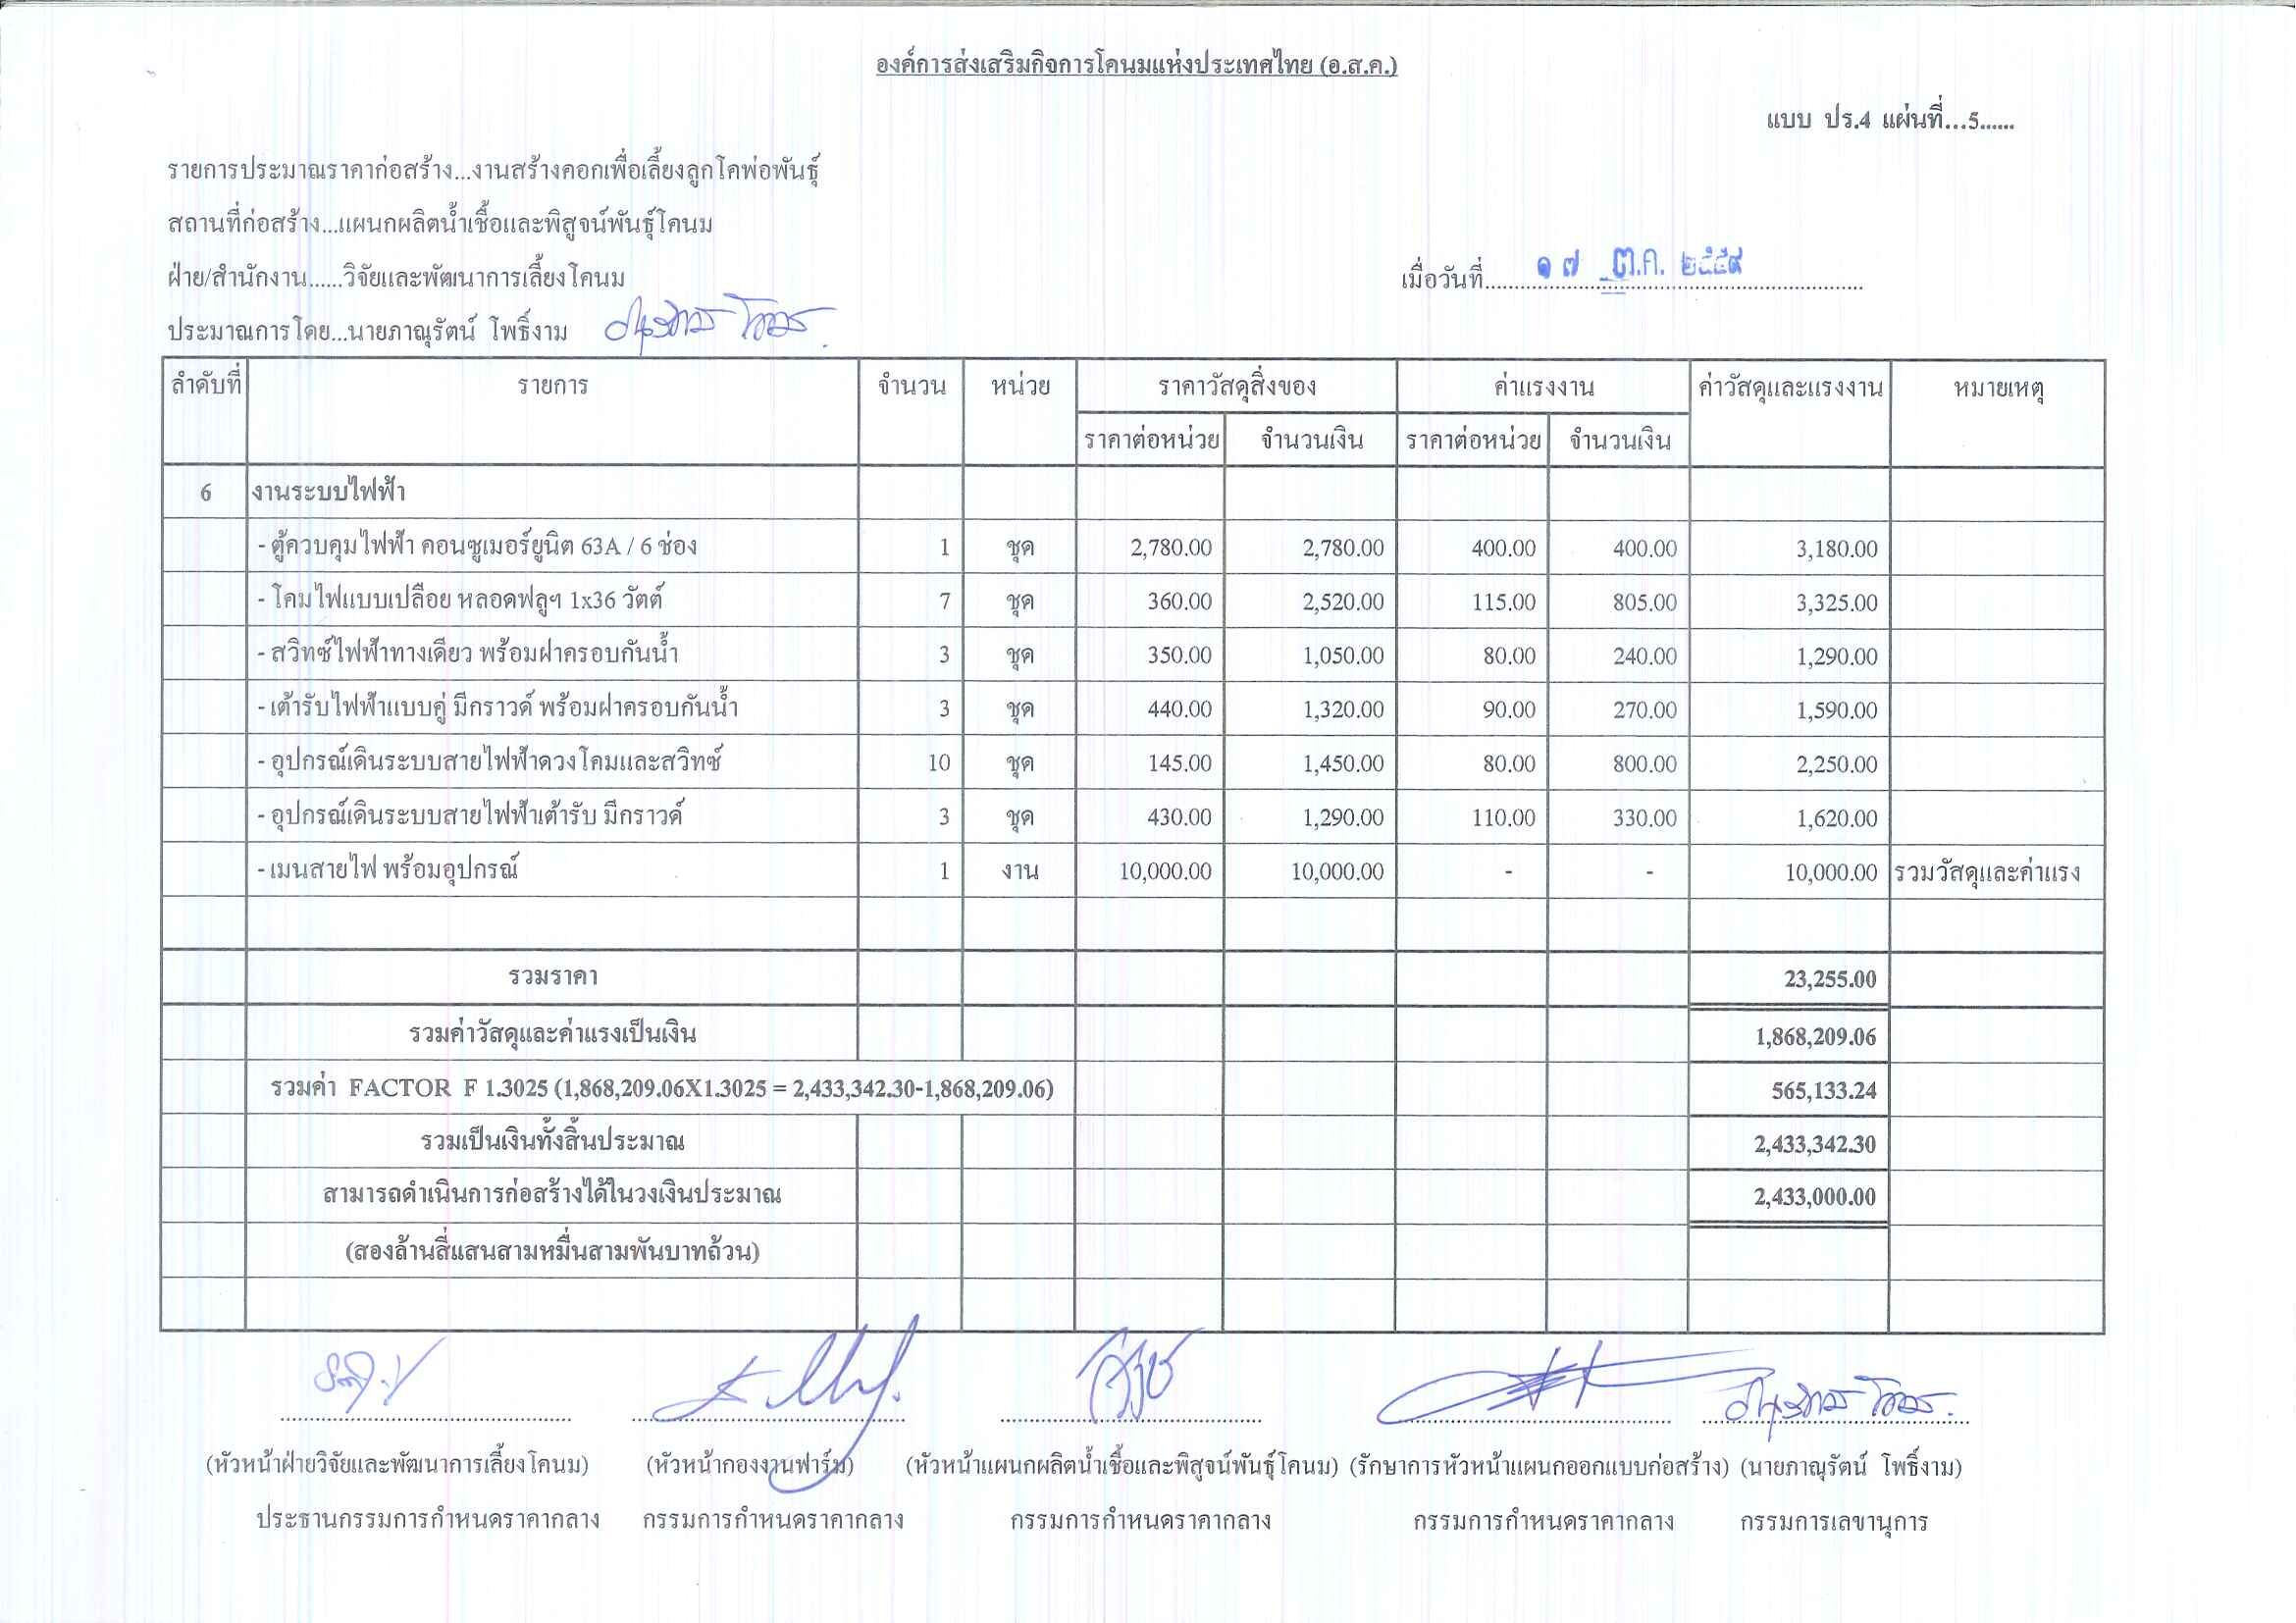 องค์การส่งเสริมกิจการโคนมแห่งประเทศไทย (อ.ส.ค.)
แบบ ปร.4 แผ่นที่...5......
รายการประมาณราคาก่อสร้าง...งานสร้างคอกเพื่อเลี้ยงลูกโคพ่อพันธุ์
สถานที่ก่อสร้าง...แผนกผลิตน้ำเชื้อและพิสูจน์พันธุ์โคนม
ฝ่าย/สำนักงาน......วิจัยและพัฒนาการเลี้ยงโคนม เมื่อวันที่ ๑๗ ต.ค. ๒๕๕๙
ประมาณการโดย...นายภาณุรัตน์ โพธิ์งาม
ลำดับที่ รายการ จำนวน หน่วย ราคาวัสดุสิ่งของ ค่าแรงงาน ค่าวัสดุและแรงงาน หมายเหตุ
ราคาต่อหน่วย จำนวนเงิน ราคาต่อหน่วย จำนวนเงิน
6 งานระบบไฟฟ้า
- ตู้ควบคุมไฟฟ้า คอนซูเมอร์ยูนิต 63A / 6 ช่อง 1 ชุด 2,780.00 2,780.00 400.00 400.00 3,180.00
- โคมไฟแบบเปลือย หลอดฟลูฯ 1x36 วัตต์ 7 ชุด 360.00 2,520.00 115.00 805.00 3,325.00
- สวิทซ์ไฟฟ้าทางเดียว พร้อมฝาครอบกันน้ำ 3 ชุด 350.00 1,050.00 80.00 240.00 1,290.00
- เต้ารับไฟฟ้าแบบคู่ มีกราวด์ พร้อมฝาครอบกันน้ำ 3 ชุด 440.00 1,320.00 90.00 270.00 1,590.00
- อุปกรณ์เดินระบบสายไฟฟ้าดวงโคมและสวิทซ์ 10 ชุด 145.00 1,450.00 80.00 800.00 2,250.00
- อุปกรณ์เดินระบบสายไฟฟ้าเต้ารับ มีกราวด์ 3 ชุด 430.00 1,290.00 110.00 330.00 1,620.00
- เมนสายไฟ พร้อมอุปกรณ์ 1 งาน 10,000.00 10,000.00 - - 10,000.00 รวมวัสดุและค่าแรง
รวมราคา 23,255.00
รวมค่าวัสดุและค่าแรงเป็นเงิน 1,868,209.06
รวมค่า FACTOR F 1.3025 (1,868,209.06X1.3025 = 2,433,342.30-1,868,209.06) 565,133.24
รวมเป็นเงินทั้งสิ้นประมาณ 2,433,342.30
สามารถดำเนินการก่อสร้างได้ในวงเงินประมาณ 2,433,000.00
(สองล้านสี่แสนสามหมื่นสามพันบาทถ้วน)
(หัวหน้าฝ่ายวิจัยและพัฒนาการเลี้ยงโคนม) (หัวหน้ากองงานฟาร์ม) (หัวหน้าแผนกผลิตน้ำเชื้อและพิสูจน์พันธุ์โคนม) (รักษาการหัวหน้าแผนกออกแบบก่อสร้าง) (นายภาณุรัตน์ โพธิ์งาม)
ประธานกรรมการกำหนดราคากลาง กรรมการกำหนดราคากลาง กรรมการกำหนดราคากลาง กรรมการกำหนดราคากลาง กรรมการเลขานุการ